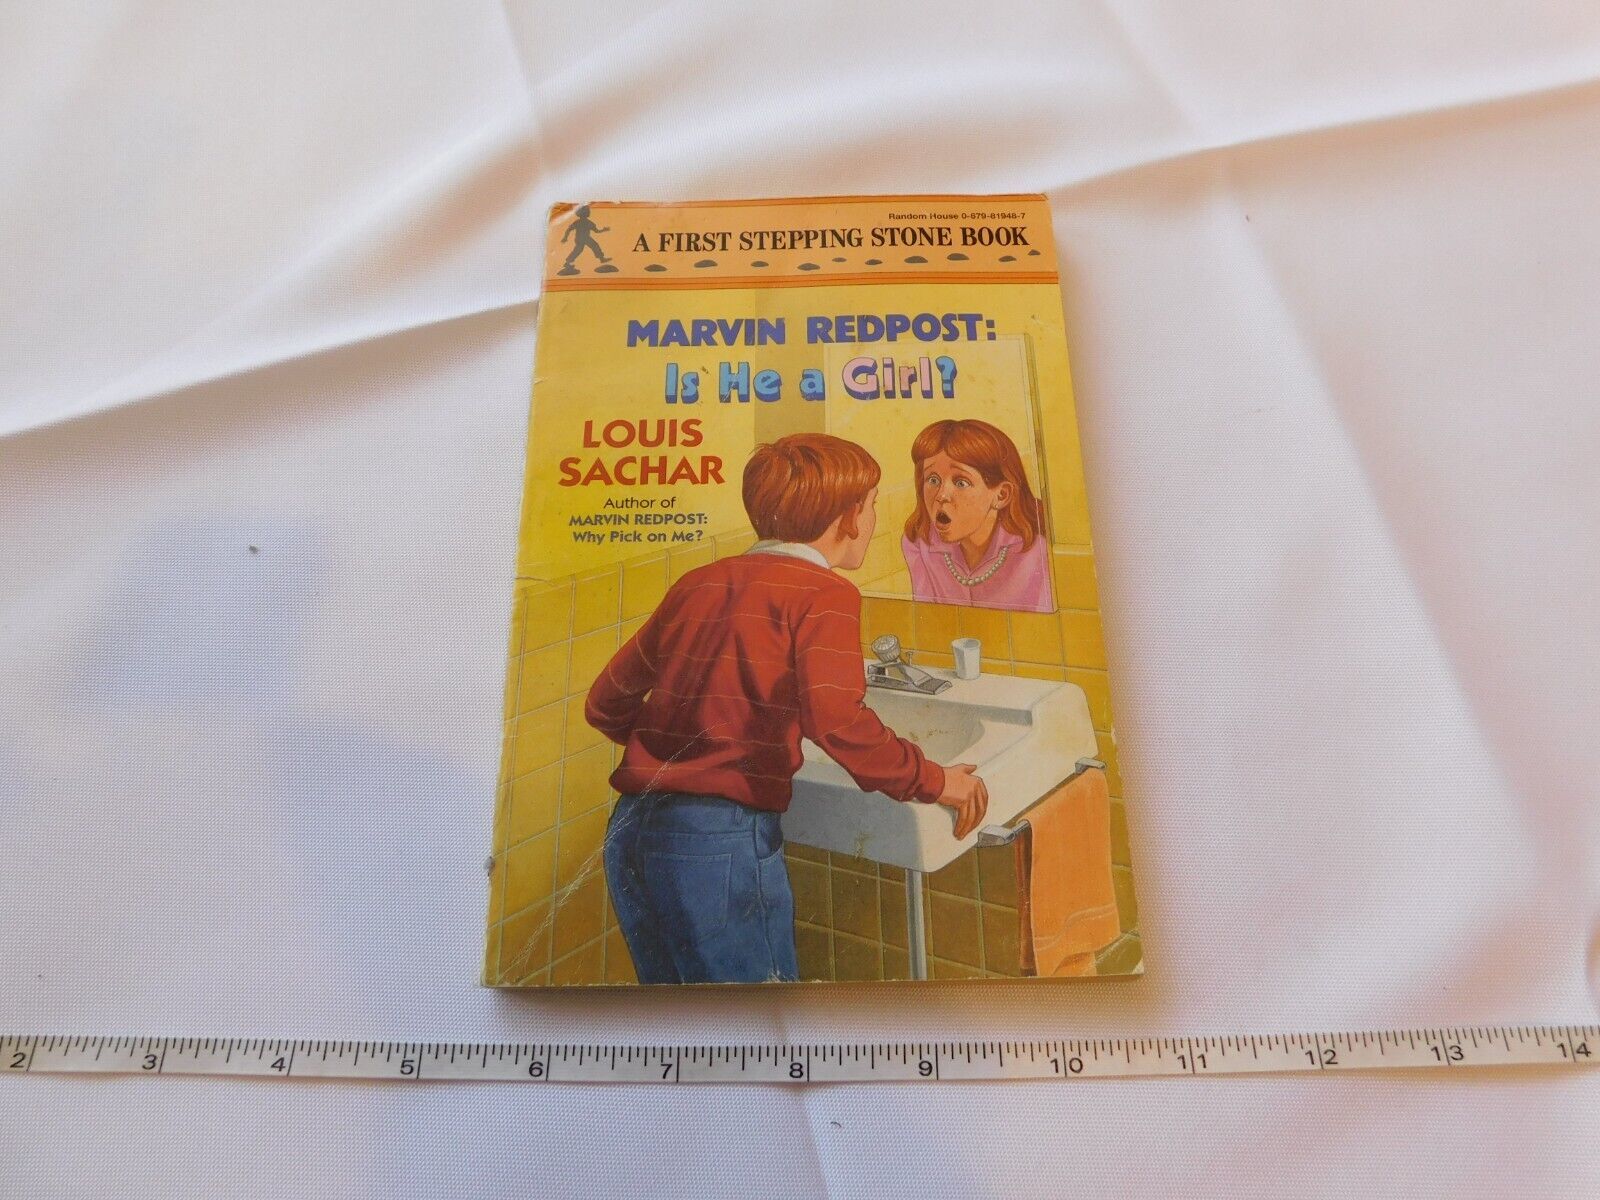 Random House 0-679-81948-7
A FIRST STEPPING STONE BOOK
MARVIN REDPOST:
Is He a Girl?
LOUIS
SACHAR
Author of
MARVIN REDPOST:
Why Pick on Me?
2 3 4 5 6 7 8 9 10 11 12 13 14